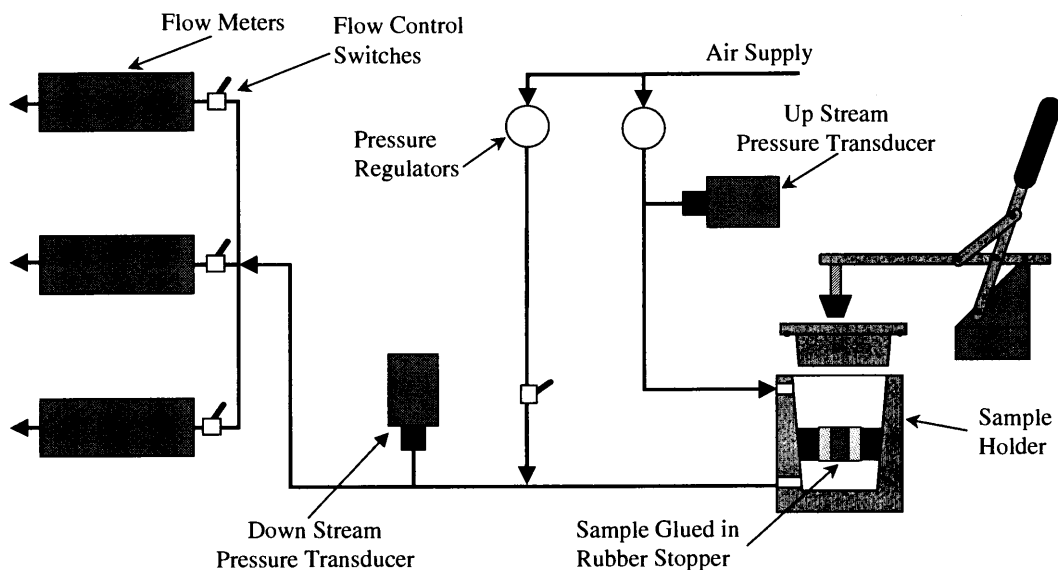 Flow Meters
Flow Control
Switches
Air Supply
Pressure
Regulators
Up Stream
Pressure Transducer
Sample
Holder
Down Stream
Pressure Transducer
Sample Glued in
Rubber Stopper